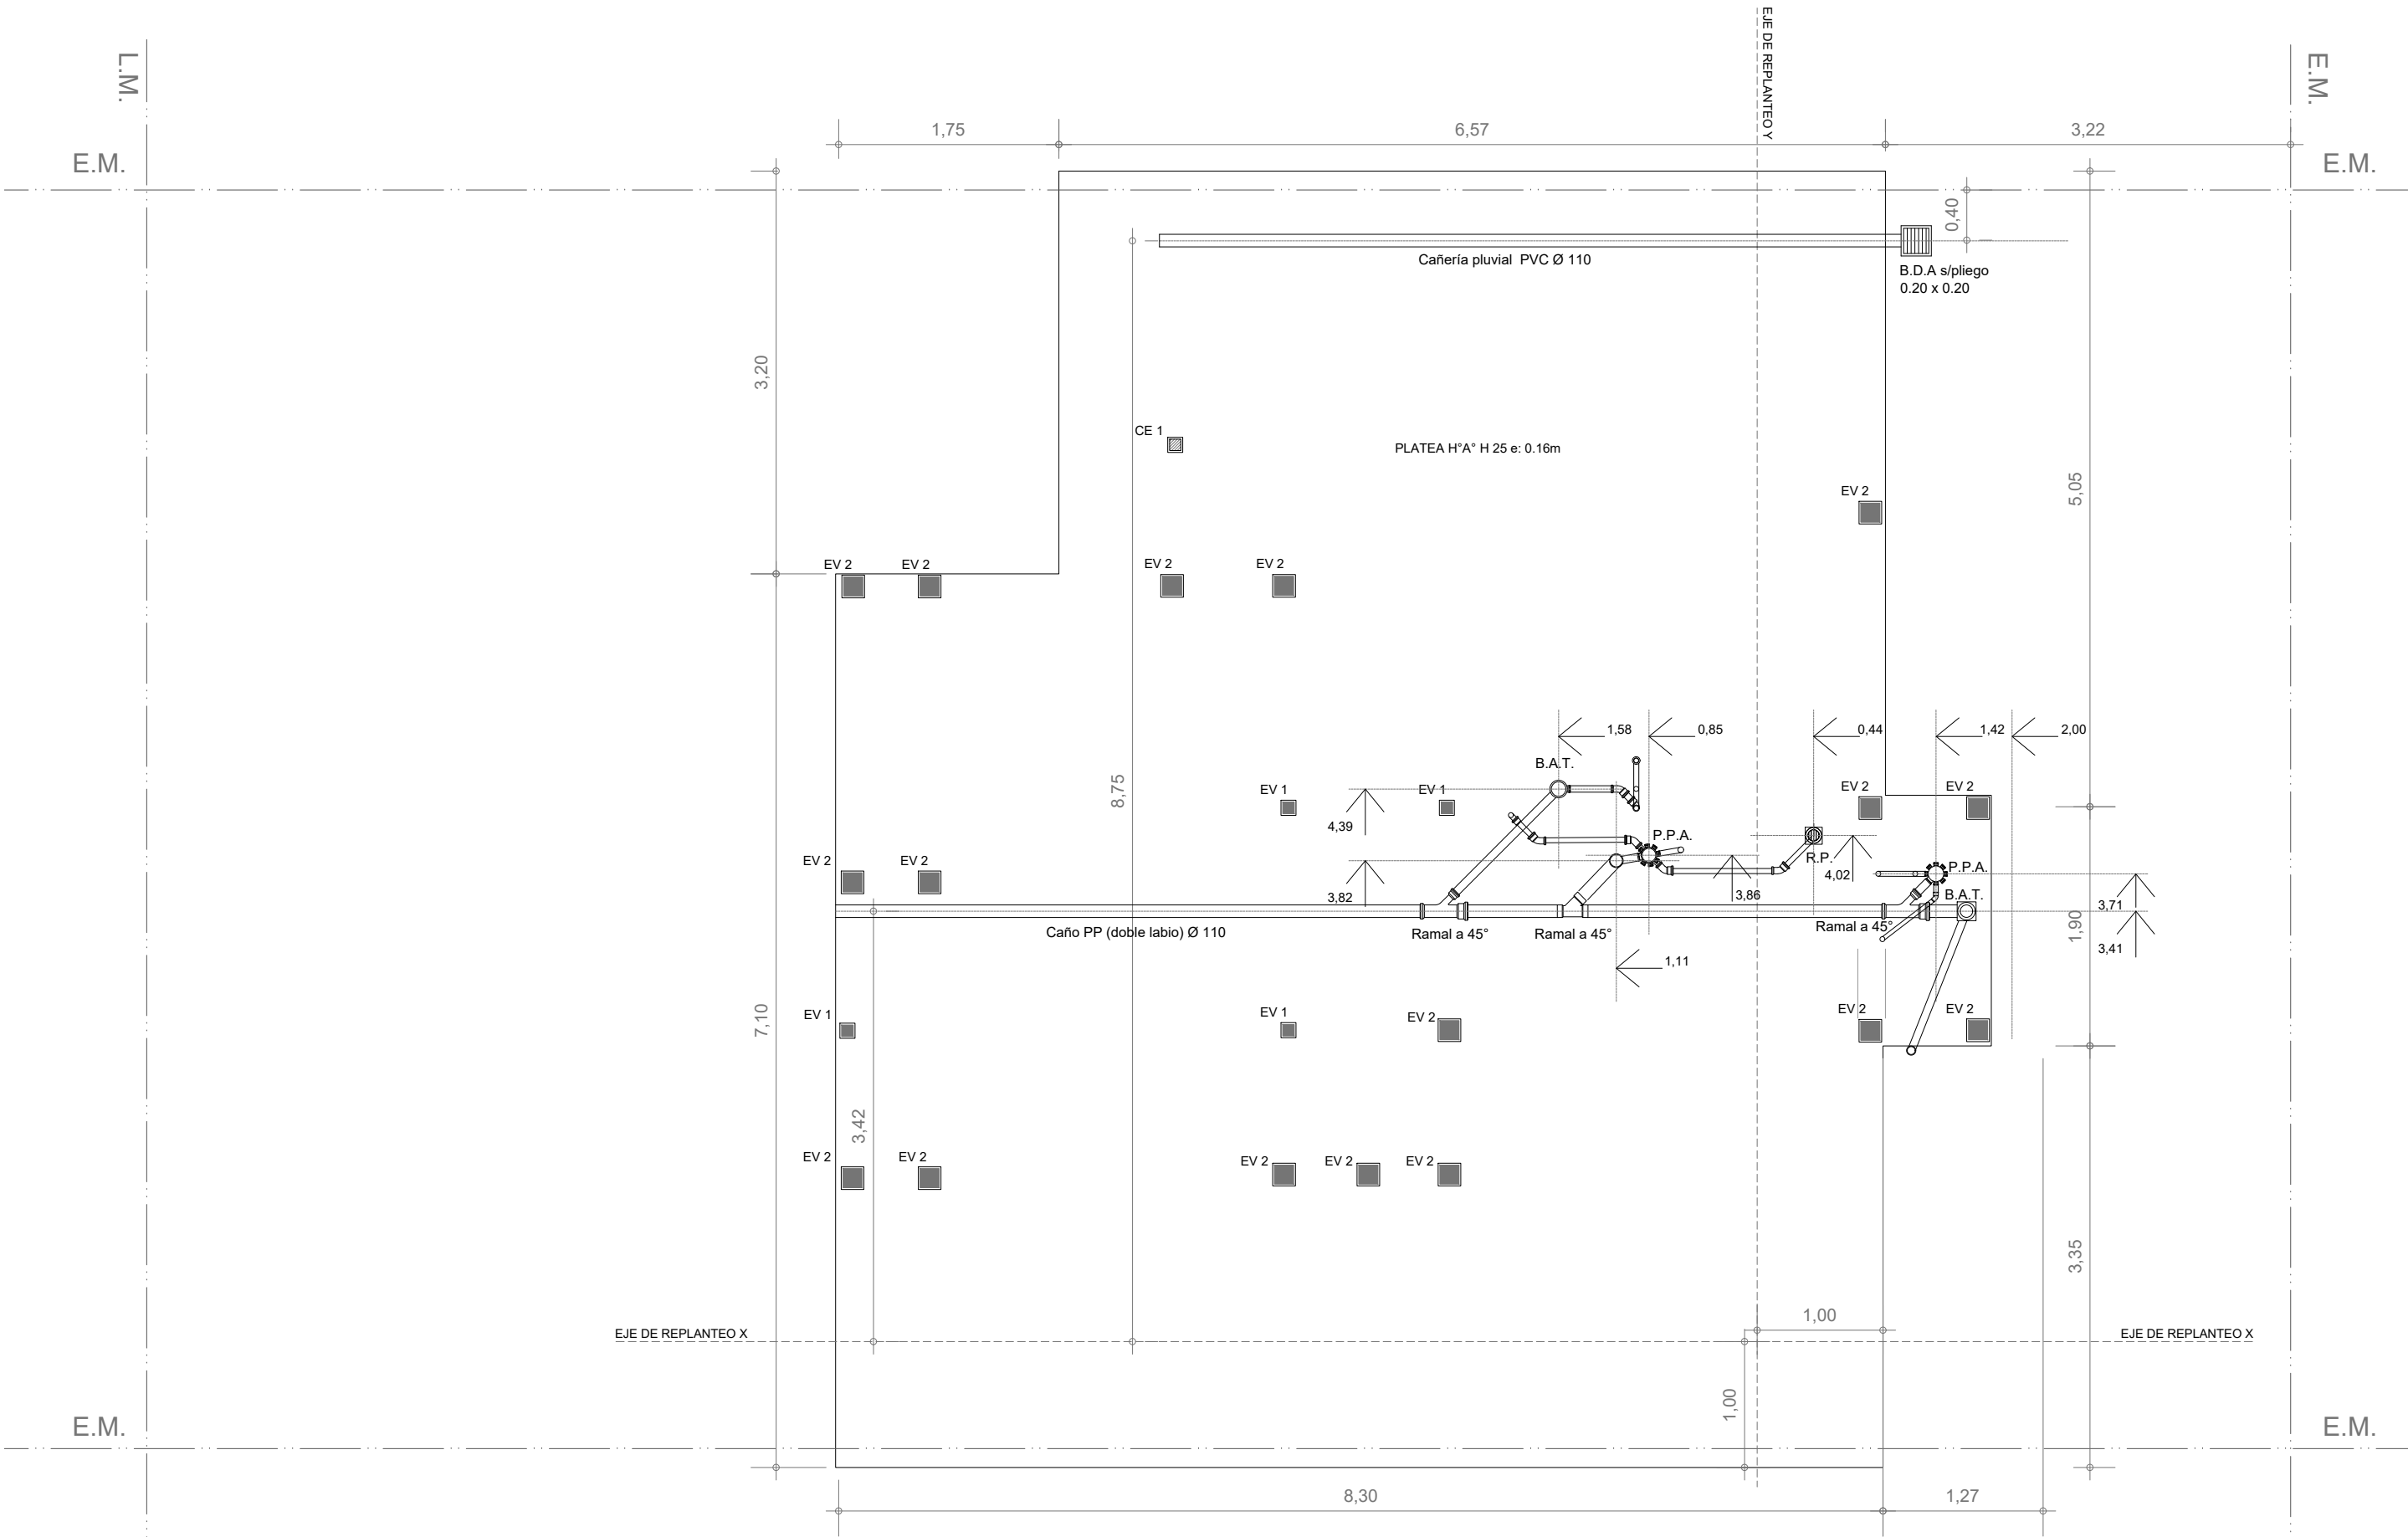 EJE DE REPLANTEO Y
L.M.
E.M.
1,75
6,57
3,22
E.M.
E.M.
0,40
Cañería pluvial PVC Ø 110
B.D.A s/pliego
0.20 x 0.20
3,20
CE 1
PLATEA H°A° H 25 e: 0.16m
5,05
EV 2
EV 2
EV 2
EV 2
EV 2
1,58
0,85
0,44
1,42
2,00
B.A.T.
8,75
EV 1
EV 1
EV 2
EV 2
4,39
P.P.A.
R.P.
4,02
P.P.A.
EV 2
EV 2
3,82
3,86
B.A.T.
3,71
1,90
Caño PP (doble labio) Ø 110
Ramal a 45°
Ramal a 45°
Ramal a 45°
3,41
1,11
7,10
EV 1
EV 1
EV 2
EV 2
EV 2
3,42
EV 2
EV 2
EV 2
EV 2
EV 2
3,35
1,00
EJE DE REPLANTEO X
EJE DE REPLANTEO X
1,00
E.M.
E.M.
8,30
1,27